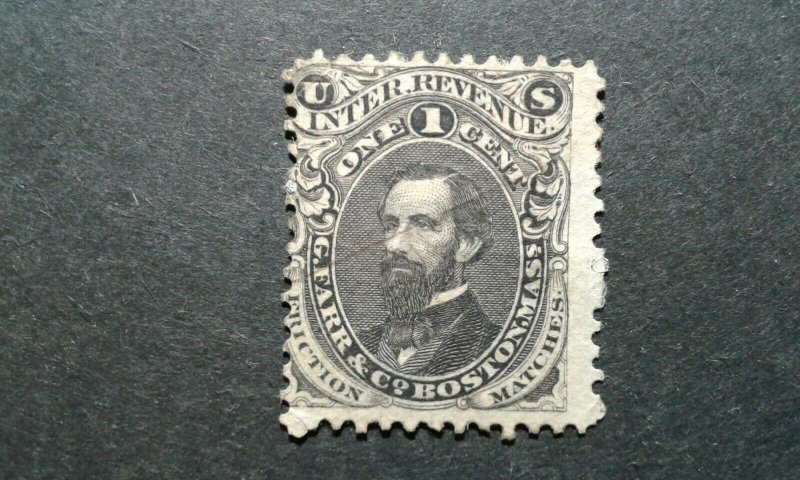 U S
INTER. REVENUE.
ONE 1 CENT
G. FARR & Co. BOSTON, MASS
FRICTION MATCHES.